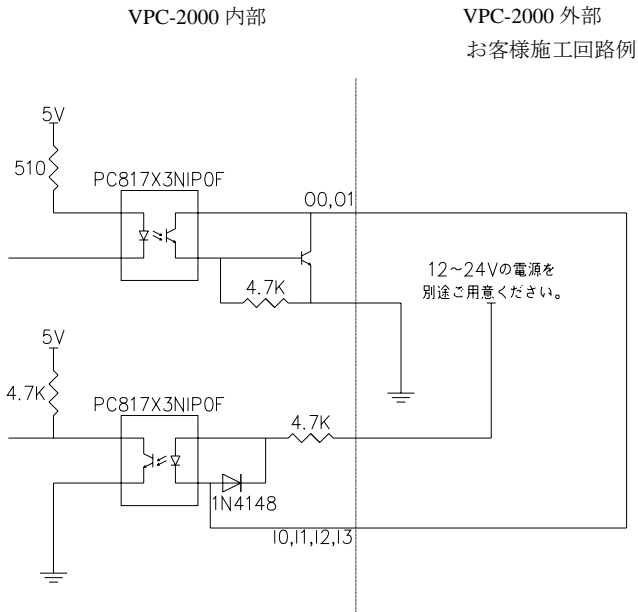 VPC-2000 内部
VPC-2000 外部
お客様施工回路例
5V
510
PC817X3NIP0F
O0,O1
4.7K
12～24Vの電源を
別途ご用意ください。
5V
4.7K
PC817X3NIP0F
4.7K
1N4148
I0,I1,I2,I3